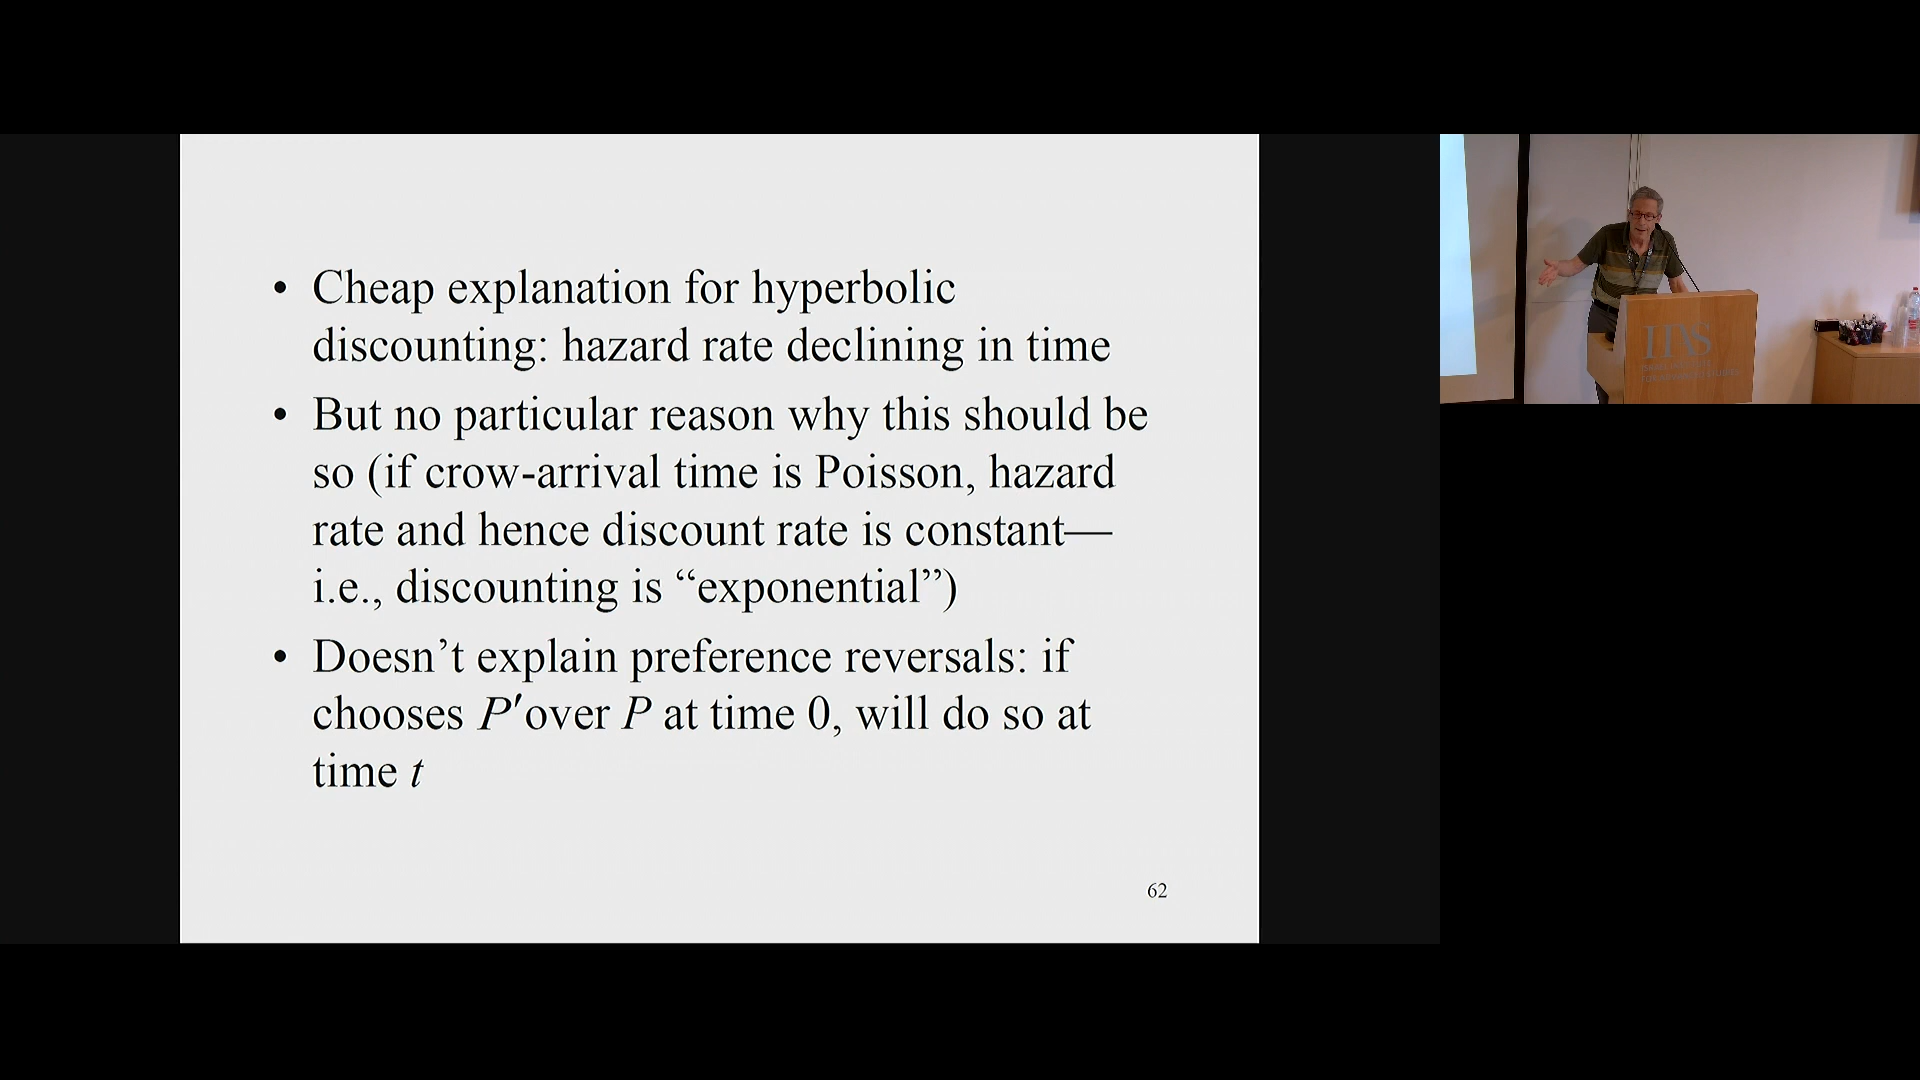 • Cheap explanation for hyperbolic
discounting: hazard rate declining in time
• But no particular reason why this should be
so (if crow-arrival time is Poisson, hazard
rate and hence discount rate is constant—
i.e., discounting is “exponential”)
• Doesn’t explain preference reversals: if
chooses P′ over P at time 0, will do so at
time t
62
IIAS